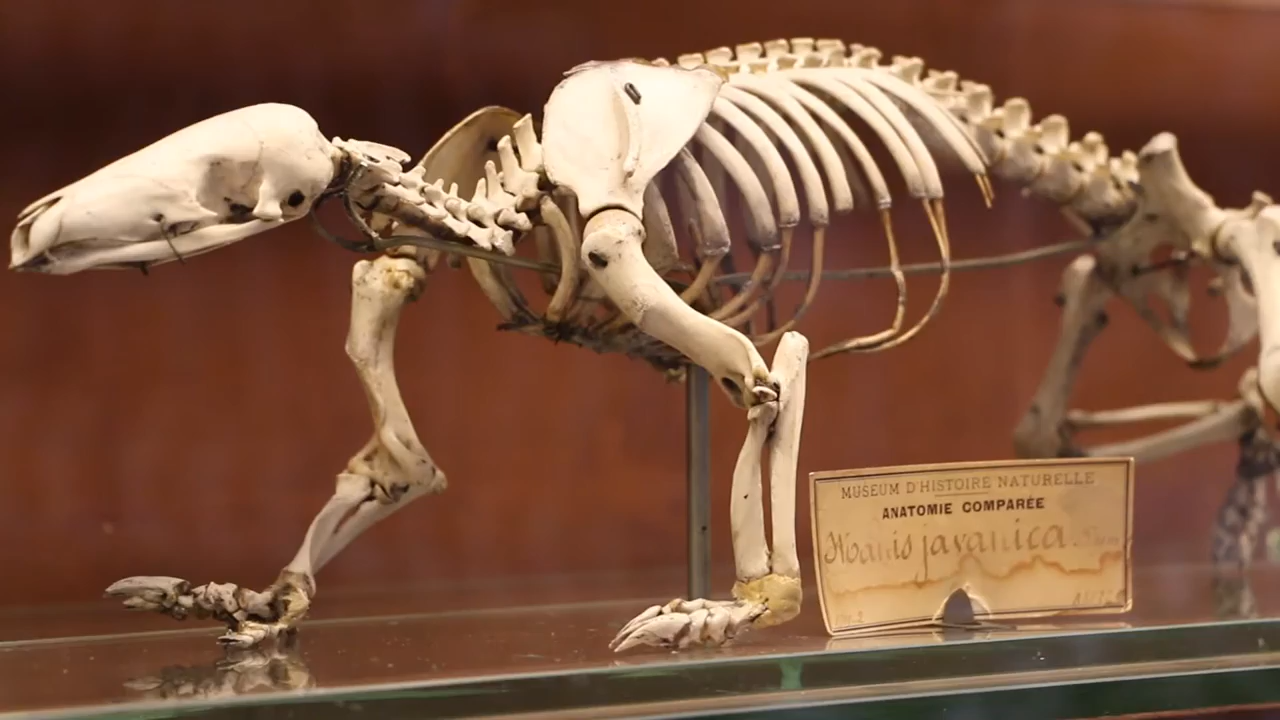 MUSEUM D'HISTOIRE NATURELLE
ANATOMIE COMPARÉE
Manis javanica.